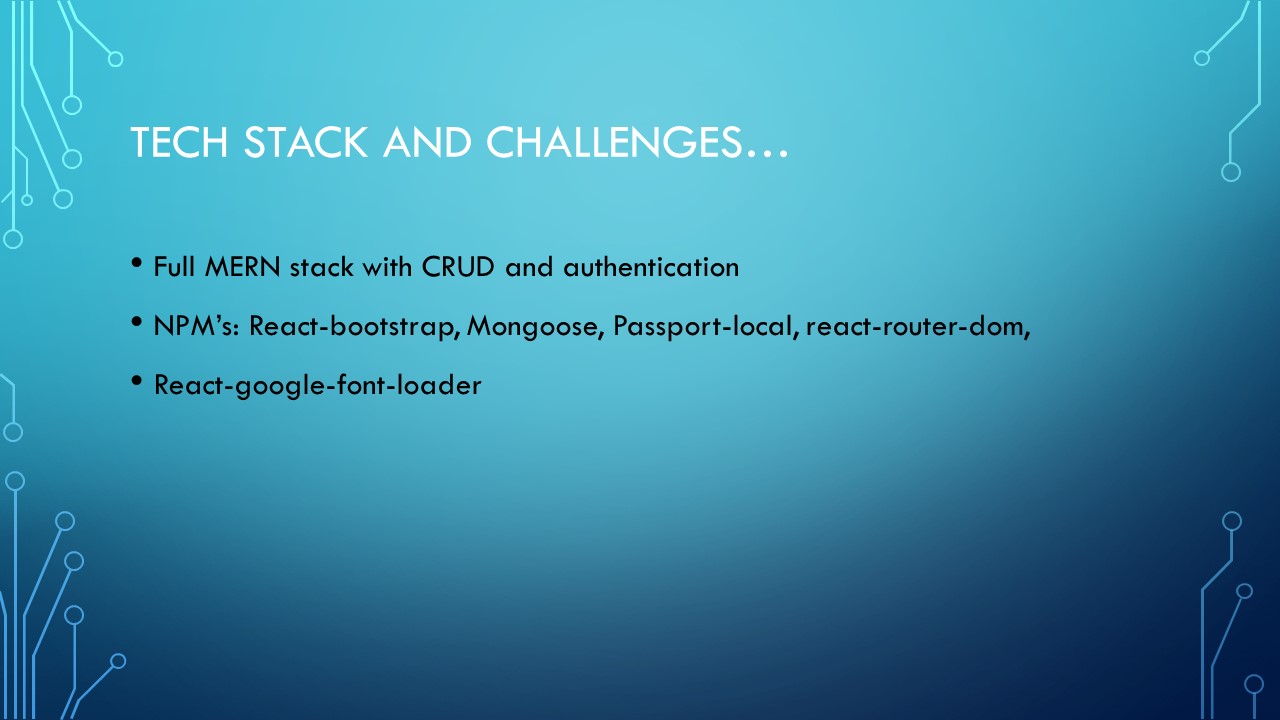 TECH STACK AND CHALLENGES…
• Full MERN stack with CRUD and authentication
• NPM’s: React-bootstrap, Mongoose, Passport-local, react-router-dom,
• React-google-font-loader